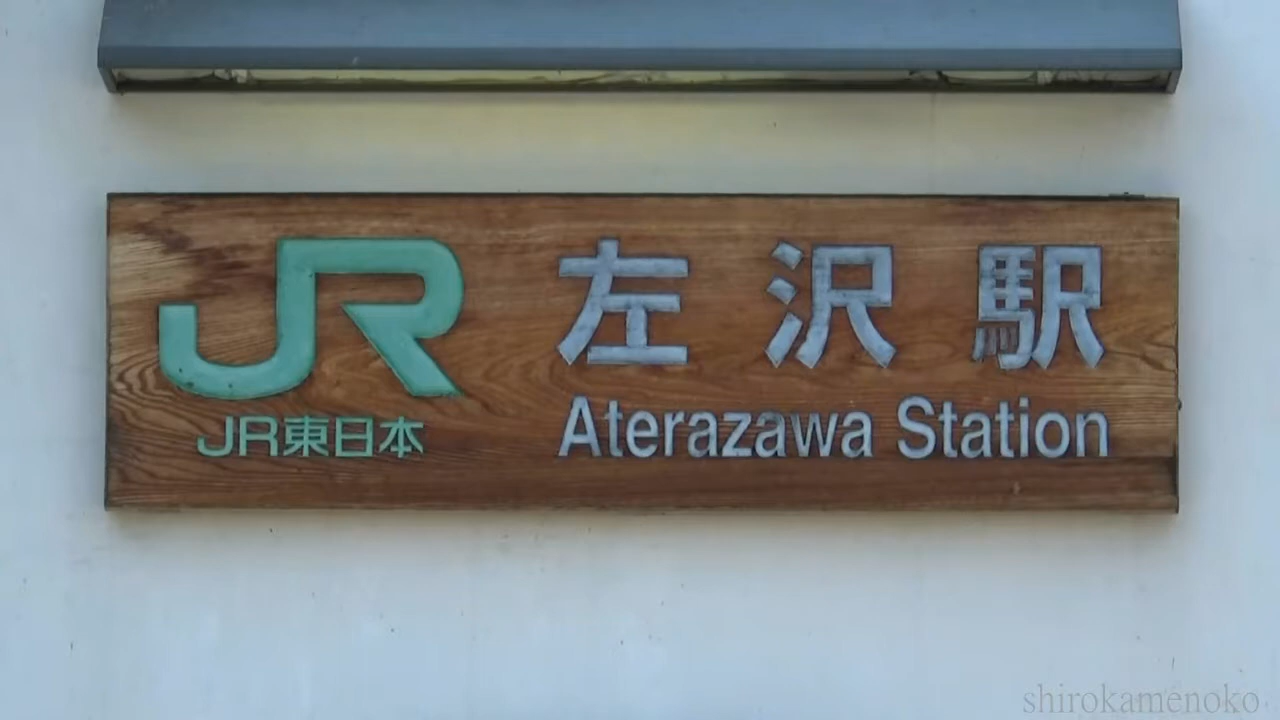 JR
JR東日本
左沢駅
Aterazawa Station
shirokamenoko